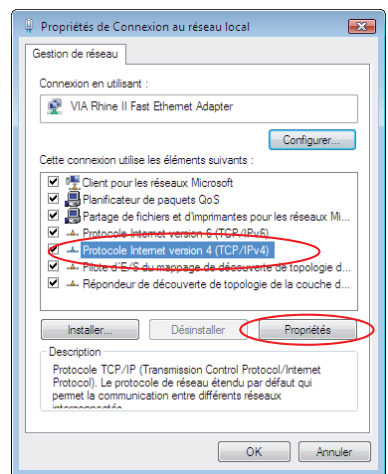 Propriétés de Connexion au réseau local
Gestion de réseau
Connexion en utilisant :
VIA Rhine II Fast Ethernet Adapter
Configurer...
Cette connexion utilise les éléments suivants :
Client pour les réseaux Microsoft
Planificateur de paquets QoS
Partage de fichiers et d'imprimantes pour les réseaux Mi...
Protocole Internet version 6 (TCP/IPv6)
Protocole Internet version 4 (TCP/IPv4)
Pilote d'E/S du mappage de découverte de topologie d...
Répondeur de découverte de topologie de la couche d...
Installer...
Désinstaller
Propriétés
Description
Protocole TCP/IP (Transmission Control Protocol/Internet
Protocol). Le protocole de réseau étendu par défaut qui
permet la communication entre différents réseaux
interconnectés
OK
Annuler